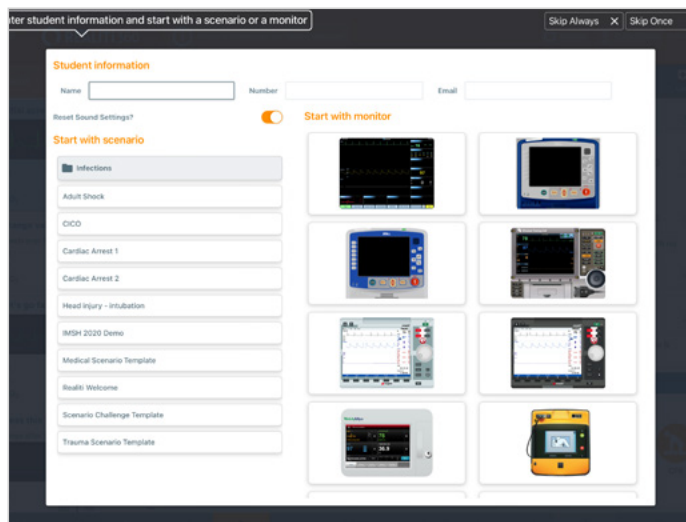 ter student information and start with a scenario or a monitor
Skip Always X Skip Once
Student information
Name
Number
Email
Reset Sound Settings?
Start with monitor
Start with scenario
Infections
Adult Shock
CICO
Cardiac Arrest 1
Cardiac Arrest 2
Head injury - intubation
IMSH 2020 Demo
Medical Scenario Template
Realiti Welcome
Scenario Challenge Template
Trauma Scenario Template